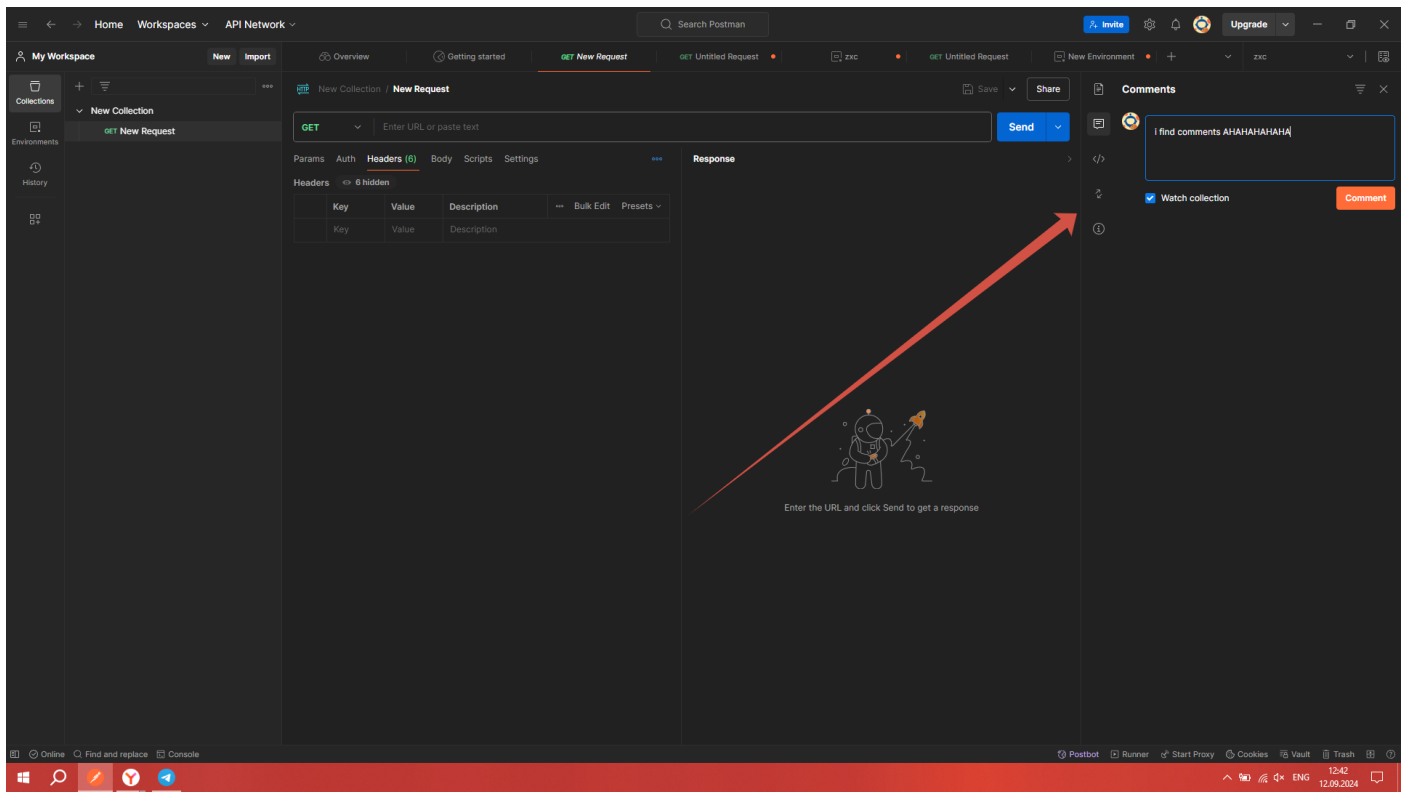 Home Workspaces API Network Search Postman Invite Upgrade
My Workspace New Import Overview Getting started GET New Request GET Untitled Request zxc GET Untitled Request New Environment zxc
Collections
Environments
History
New Collection
GET New Request
New Collection / New Request Save Share
GET Enter URL or paste text Send
Params Auth Headers (6) Body Scripts Settings
Headers 6 hidden
Key Value Description Bulk Edit Presets
Key Value Description
Response
Enter the URL and click Send to get a response
Comments
i find comments AHAHAHAHAHA
Watch collection Comment
Online Find and replace Console Postbot Runner Start Proxy Cookies Vault Trash
ENG 12:42
12.09.2024